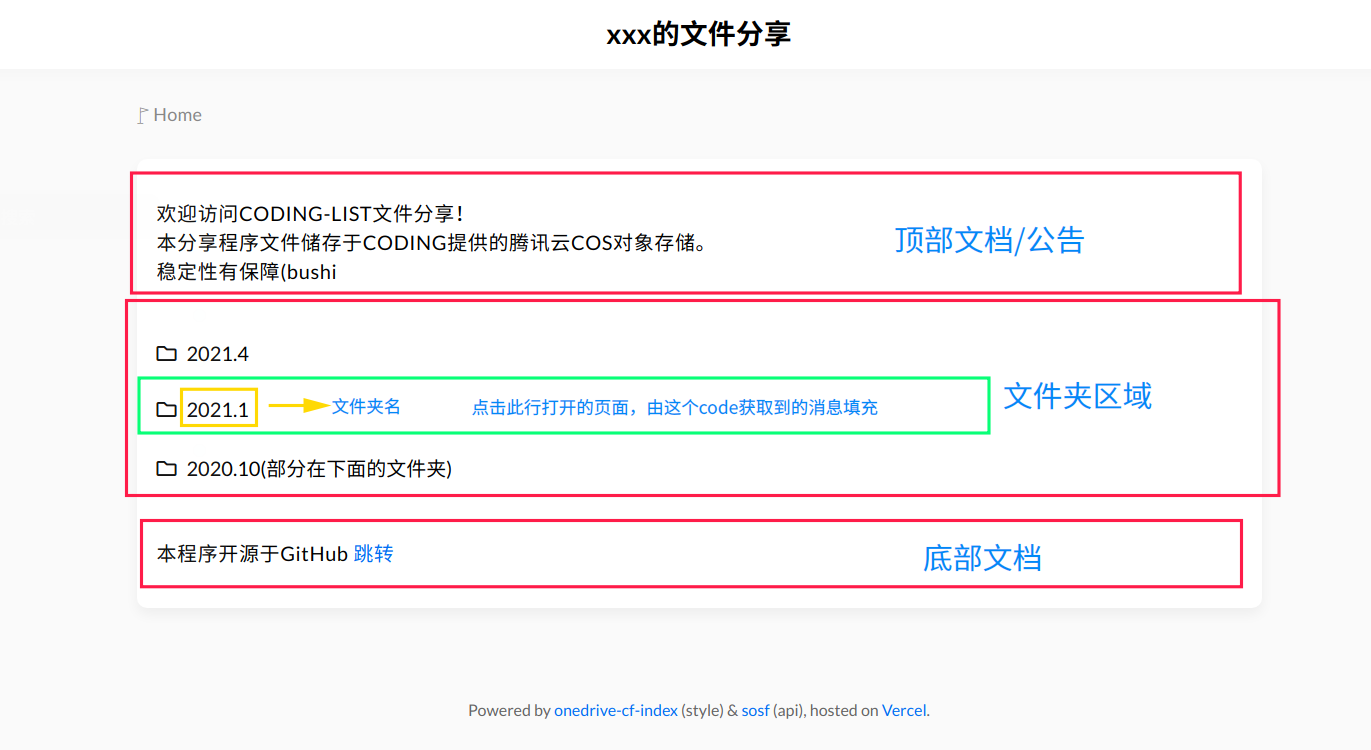 xxx的文件分享
Home
欢迎访问CODING-LIST文件分享！
本分享程序文件储存于CODING提供的腾讯云COS对象存储。
稳定性有保障(bushi
顶部文档/公告
2021.4
2021.1 文件夹名 点击此行打开的页面，由这个code获取到的消息填充
文件夹区域
2020.10(部分在下面的文件夹)
本程序开源于GitHub 跳转
底部文档
Powered by onedrive-cf-index (style) & sosf (api), hosted on Vercel.